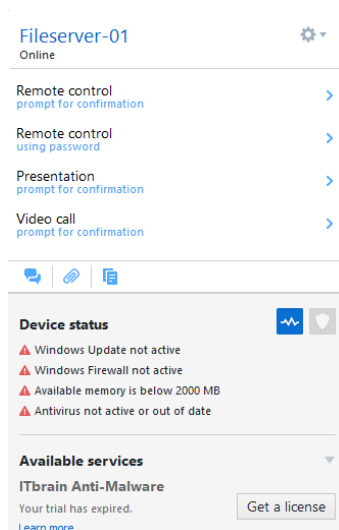 Fileserver-01
Online
Remote control
prompt for confirmation
Remote control
using password
Presentation
prompt for confirmation
Video call
prompt for confirmation
Device status
Windows Update not active
Windows Firewall not active
Available memory is below 2000 MB
Antivirus not active or out of date
Available services
ITbrain Anti-Malware
Your trial has expired.
Get a license
Learn more